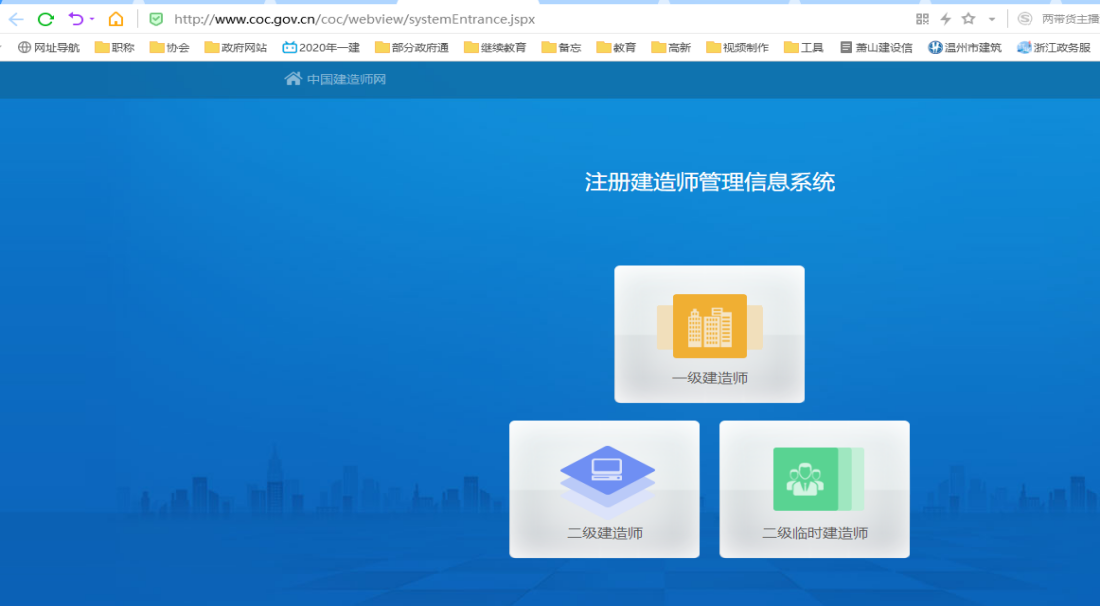 http://www.coc.gov.cn/coc/webview/systemEntrance.jspx 两带货主播
网址导航 职称 协会 政府网站 2020年一建 部分政府通 继续教育 备忘 教育 高新 视频制作 工具 萧山建设信 温州市建筑 浙江政务服
中国建造师网
注册建造师管理信息系统
一级建造师
二级建造师 二级临时建造师